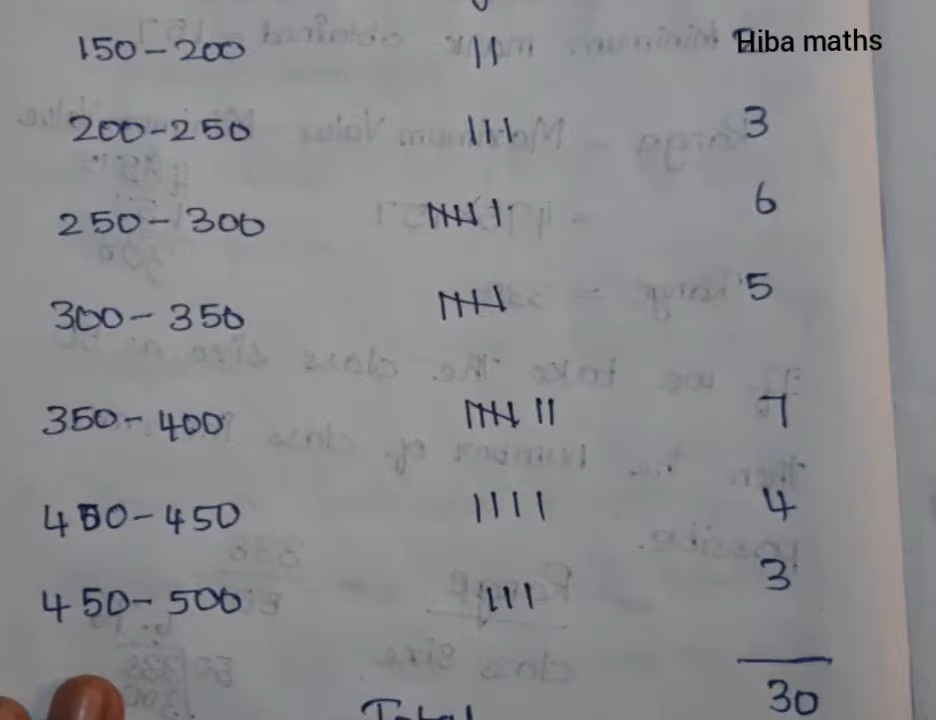 150-200 || Hiba maths
200-250 ||| 3
250-300 𝍸 | 6
300-350 𝍸 5
350-400 𝍸 || 7
400-450 |||| 4
450-500 ||| 3
30
Total